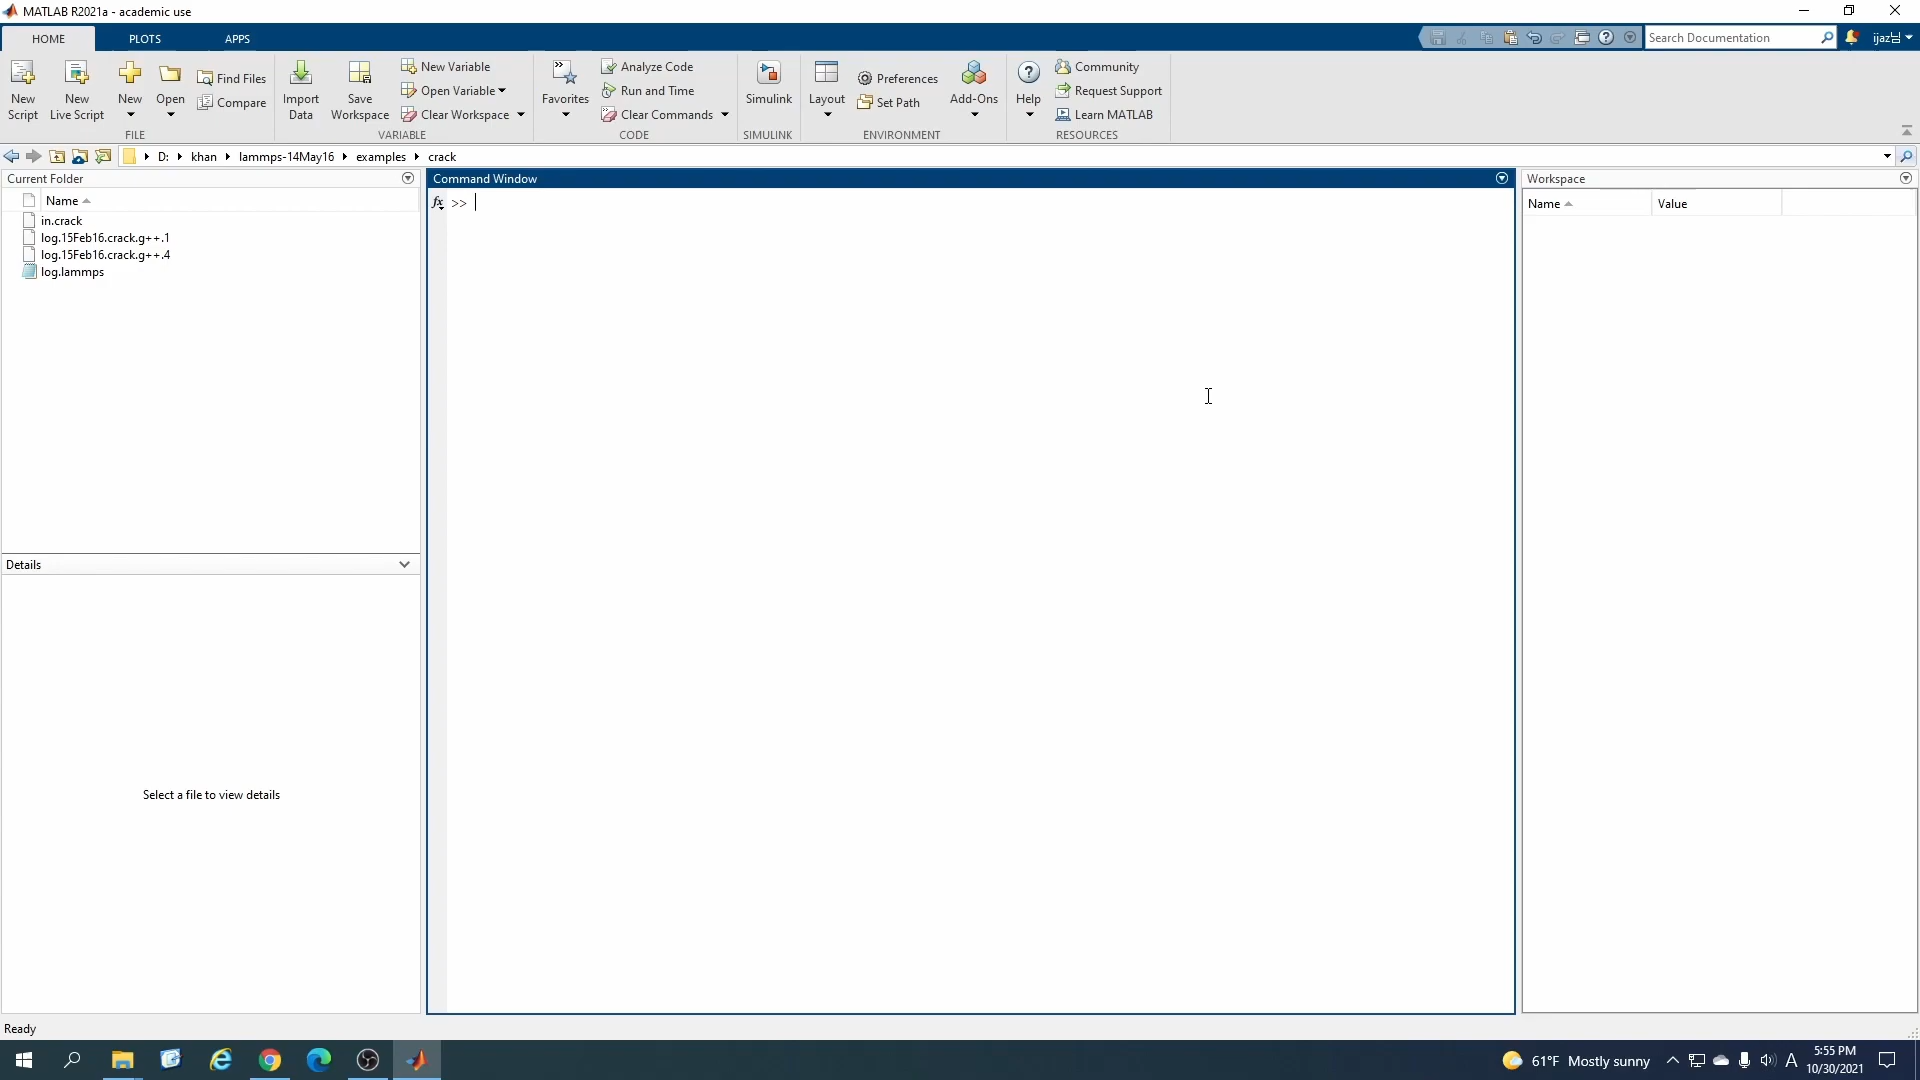 MATLAB R2021a - academic use
HOME PLOTS APPS
Search Documentation
ijaz님
New Script
New Live Script
New
Open
Find Files
Compare
FILE
Import Data
Save Workspace
New Variable
Open Variable
Clear Workspace
VARIABLE
Favorites
Analyze Code
Run and Time
Clear Commands
CODE
Simulink
SIMULINK
Layout
Preferences
Set Path
Add-Ons
ENVIRONMENT
Help
Community
Request Support
Learn MATLAB
RESOURCES
D: khan lammps-14May16 examples crack
Current Folder
Name
in.crack
log.15Feb16.crack.g++.1
log.15Feb16.crack.g++.4
log.lammps
Details
Select a file to view details
Command Window
fx >>
Workspace
Name Value
Ready
61°F Mostly sunny
A
5:55 PM
10/30/2021